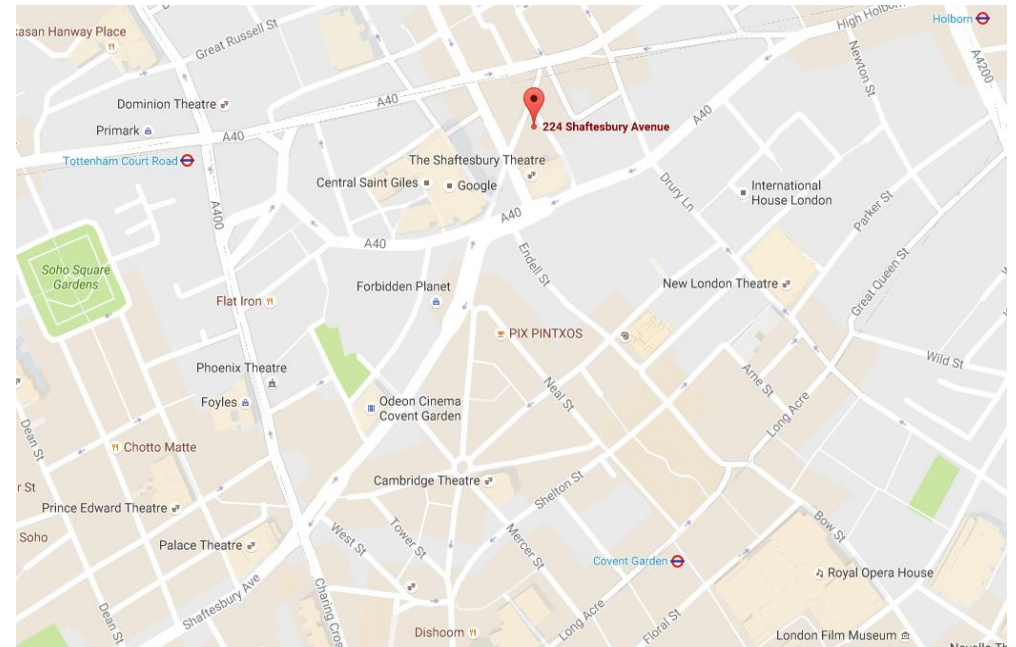 kasan Hanway Place
Great Russell St
High Holborn
Holborn
A4200
Newton St
Dominion Theatre
A40
224 Shaftesbury Avenue
A40
Primark
A40
Tottenham Court Road
The Shaftesbury Theatre
Central Saint Giles
Google
Drury Ln
International
House London
Parker St
A400
A40
A40
Endell St
Soho Square
Gardens
Forbidden Planet
New London Theatre
Great Queen St
Flat Iron
PIX PINTXOS
Wild St
Phoenix Theatre
Foyles
Odeon Cinema
Covent Garden
Neal St
Arne St
Long Acre
Dean St
Chotto Matte
Cambridge Theatre
Shelton St
r St
Prince Edward Theatre
Soho
Palace Theatre
West St
Tower St
Mercer St
Bow St
Covent Garden
Royal Opera House
Shaftesbury Ave
Charing Cros
Dean St
Dishoom
Long Acre
Floral St
London Film Museum